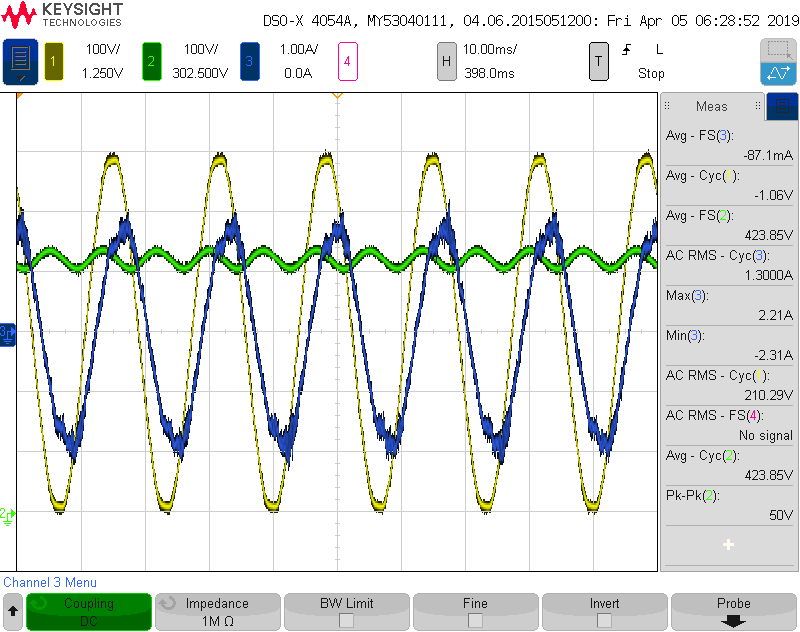 KEYSIGHT
TECHNOLOGIES
DSO-X 4054A, MY53040111, 04.06.2015051200: Fri Apr 05 06:28:52 2019
1 100V/ 2 100V/ 3 1.00A/ 4 H 10.00ms/ T L
1.250V 302.500V 0.0A 398.0ms Stop
Meas
Avg - FS(3):
-87.1mA
Avg - Cyc( ):
-1.06V
Avg - FS(2):
423.85V
AC RMS - Cyc(3):
1.3000A
Max(3):
2.21A
Min(3):
-2.31A
AC RMS - Cyc( ):
210.29V
AC RMS - FS(4):
No signal
Avg - Cyc(2):
423.85V
Pk-Pk(2):
50V
3
2
Channel 3 Menu
Coupling Impedance BW Limit Fine Invert Probe
DC 1M Ω